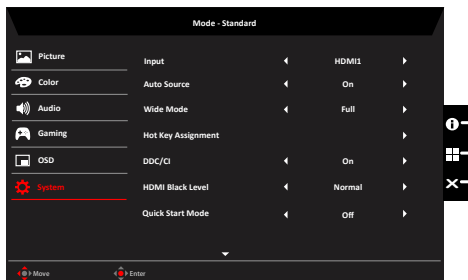 Mode - Standard
Picture
Color
Audio
Gaming
OSD
System
Input HDMI1
Auto Source On
Wide Mode Full
Hot Key Assignment
DDC/CI On
HDMI Black Level Normal
Quick Start Mode Off
Move Enter